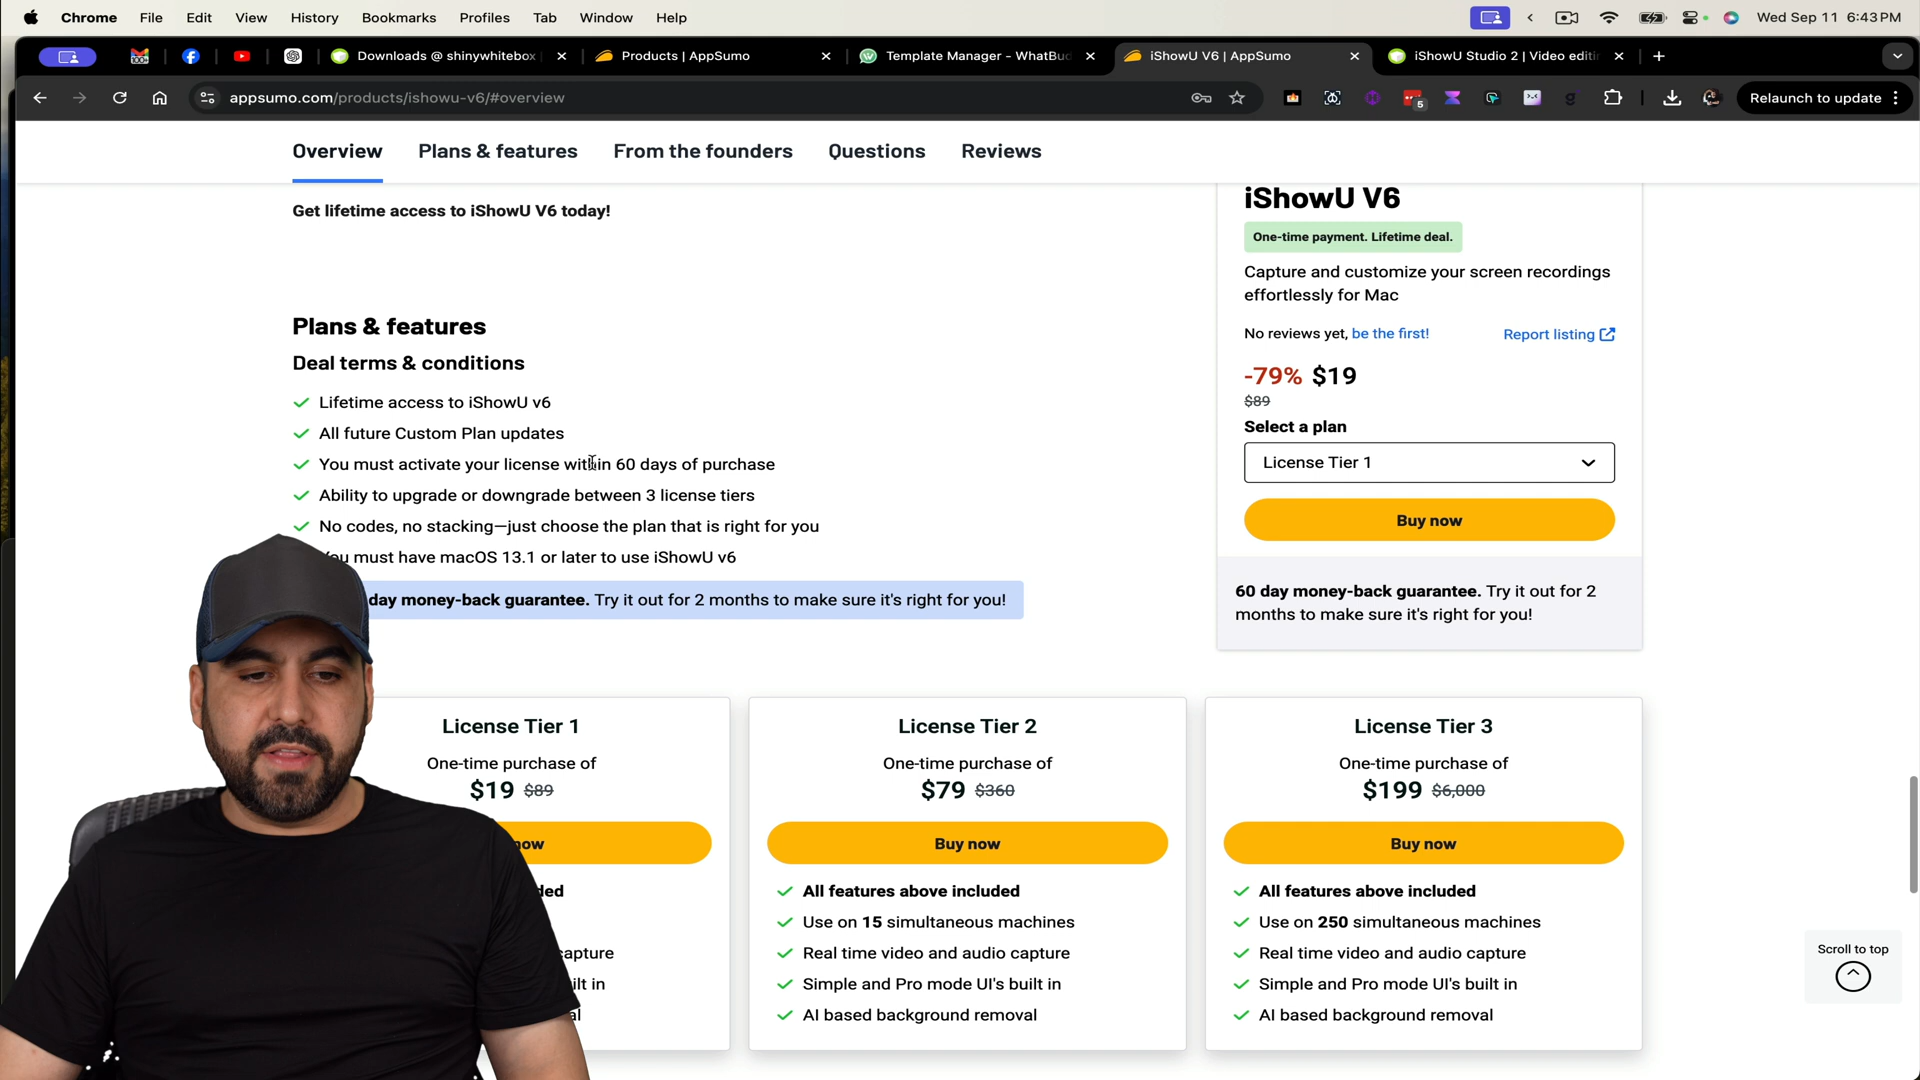 Chrome File Edit View History Bookmarks Profiles Tab Window Help Wed Sep 11 6:43 PM
Downloads @ shinywhitebox Products | AppSumo Template Manager - WhatBu iShowU V6 | AppSumo iShowU Studio 2 | Video editi
appsumo.com/products/ishowu-v6/#overview 5 Relaunch to update
Overview Plans & features From the founders Questions Reviews
Get lifetime access to iShowU V6 today!
Plans & features
Deal terms & conditions
Lifetime access to iShowU v6
All future Custom Plan updates
You must activate your license within 60 days of purchase
Ability to upgrade or downgrade between 3 license tiers
No codes, no stacking—just choose the plan that is right for you
You must have macOS 13.1 or later to use iShowU v6
day money-back guarantee. Try it out for 2 months to make sure it's right for you!
iShowU V6
One-time payment. Lifetime deal.
Capture and customize your screen recordings
effortlessly for Mac
No reviews yet, be the first! Report listing
-79% $19
$89
Select a plan
License Tier 1
Buy now
60 day money-back guarantee. Try it out for 2
months to make sure it's right for you!
License Tier 1
One-time purchase of
$19 $89
now
ded
capture
ilt in
al
License Tier 2
One-time purchase of
$79 $360
Buy now
All features above included
Use on 15 simultaneous machines
Real time video and audio capture
Simple and Pro mode UI's built in
AI based background removal
License Tier 3
One-time purchase of
$199 $6,000
Buy now
All features above included
Use on 250 simultaneous machines
Real time video and audio capture
Simple and Pro mode UI's built in
AI based background removal
Scroll to top